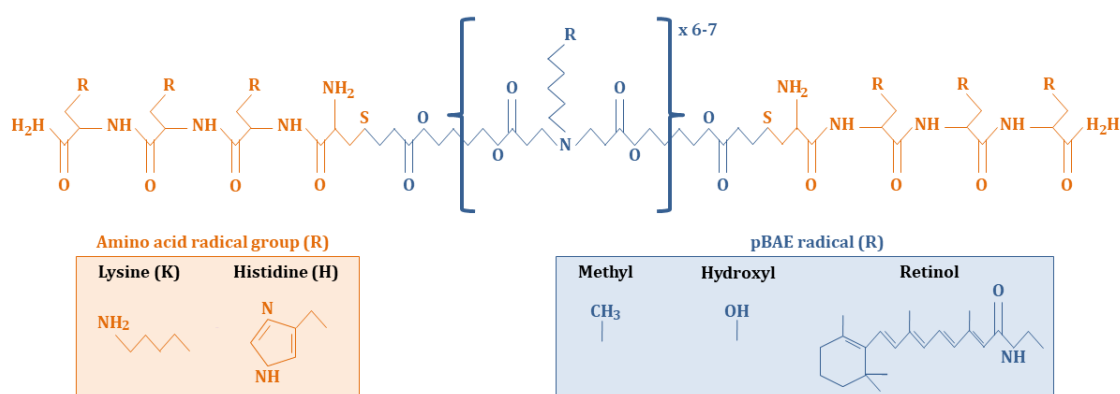 x 6-7
R
R R R NH₂ O O NH₂ R R R
H₂H NH NH NH S O O S NH NH NH H₂H
O N O
O O O O O O O O O O
Amino acid radical group (R)
Lysine (K) Histidine (H)
NH₂ N
NH
pBAE radical (R)
Methyl Hydroxyl Retinol
CH₃ OH O
NH